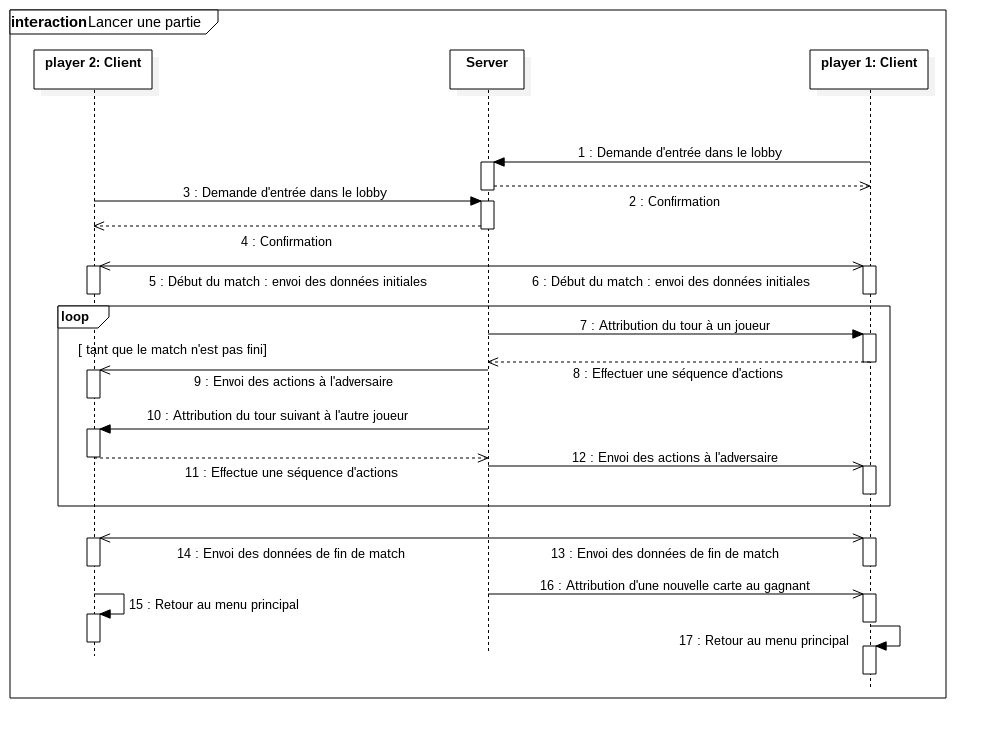 interaction Lancer une partie
player 2: Client
Server
player 1: Client
1 : Demande d'entrée dans le lobby
2 : Confirmation
3 : Demande d'entrée dans le lobby
4 : Confirmation
5 : Début du match : envoi des données initiales
6 : Début du match : envoi des données initiales
loop
[ tant que le match n'est pas fini]
7 : Attribution du tour à un joueur
8 : Effectuer une séquence d'actions
9 : Envoi des actions à l'adversaire
10 : Attribution du tour suivant à l'autre joueur
11 : Effectue une séquence d'actions
12 : Envoi des actions à l'adversaire
14 : Envoi des données de fin de match
13 : Envoi des données de fin de match
16 : Attribution d'une nouvelle carte au gagnant
15 : Retour au menu principal
17 : Retour au menu principal